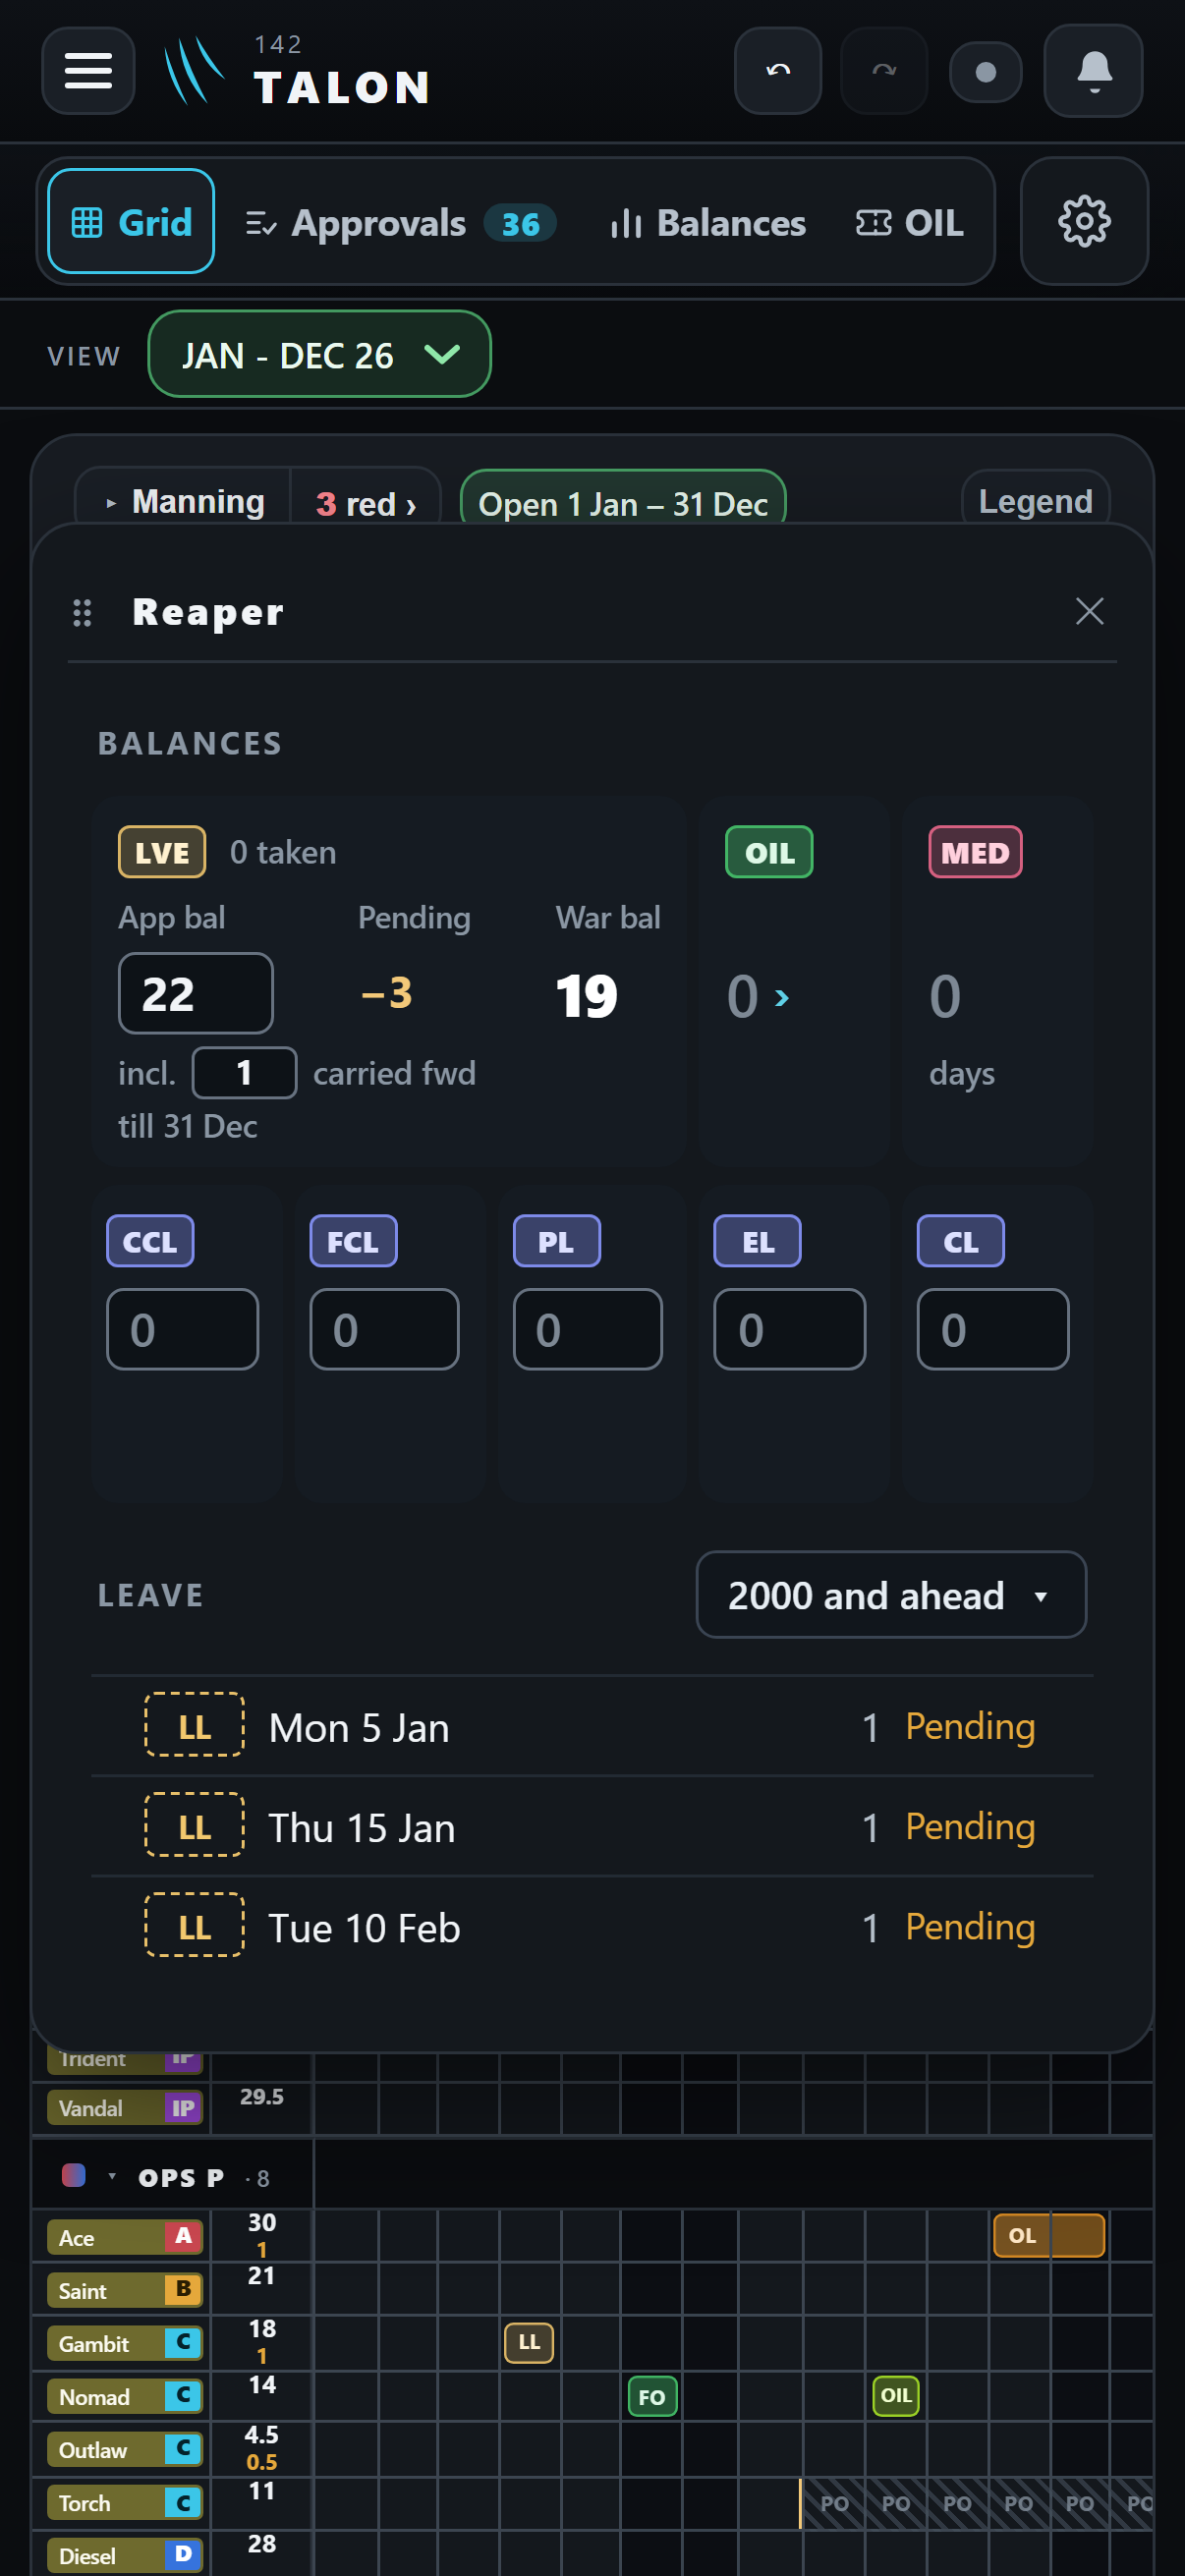 142
TALON
Grid
Approvals 36
Balances
OIL
VIEW JAN - DEC 26
▸ Manning 3 red ›
Open 1 Jan – 31 Dec
Legend
Reaper
BALANCES
LVE 0 taken
App bal Pending War bal
22 −3 19
incl. 1 carried fwd
till 31 Dec
OIL
0 ›
MED
0
days
CCL FCL PL EL CL
0 0 0 0 0
LEAVE 2000 and ahead ▾
LL Mon 5 Jan 1 Pending
LL Thu 15 Jan 1 Pending
LL Tue 10 Feb 1 Pending
Trident IP
Vandal IP 29.5
▾ OPS P · 8
Ace A 30 OL
1
Saint B 21
Gambit C 18 LL
1
Nomad C 14 FO OIL
Outlaw C 4.5
0.5
Torch C 11 PO PO PO PO PO PO
Diesel D 28